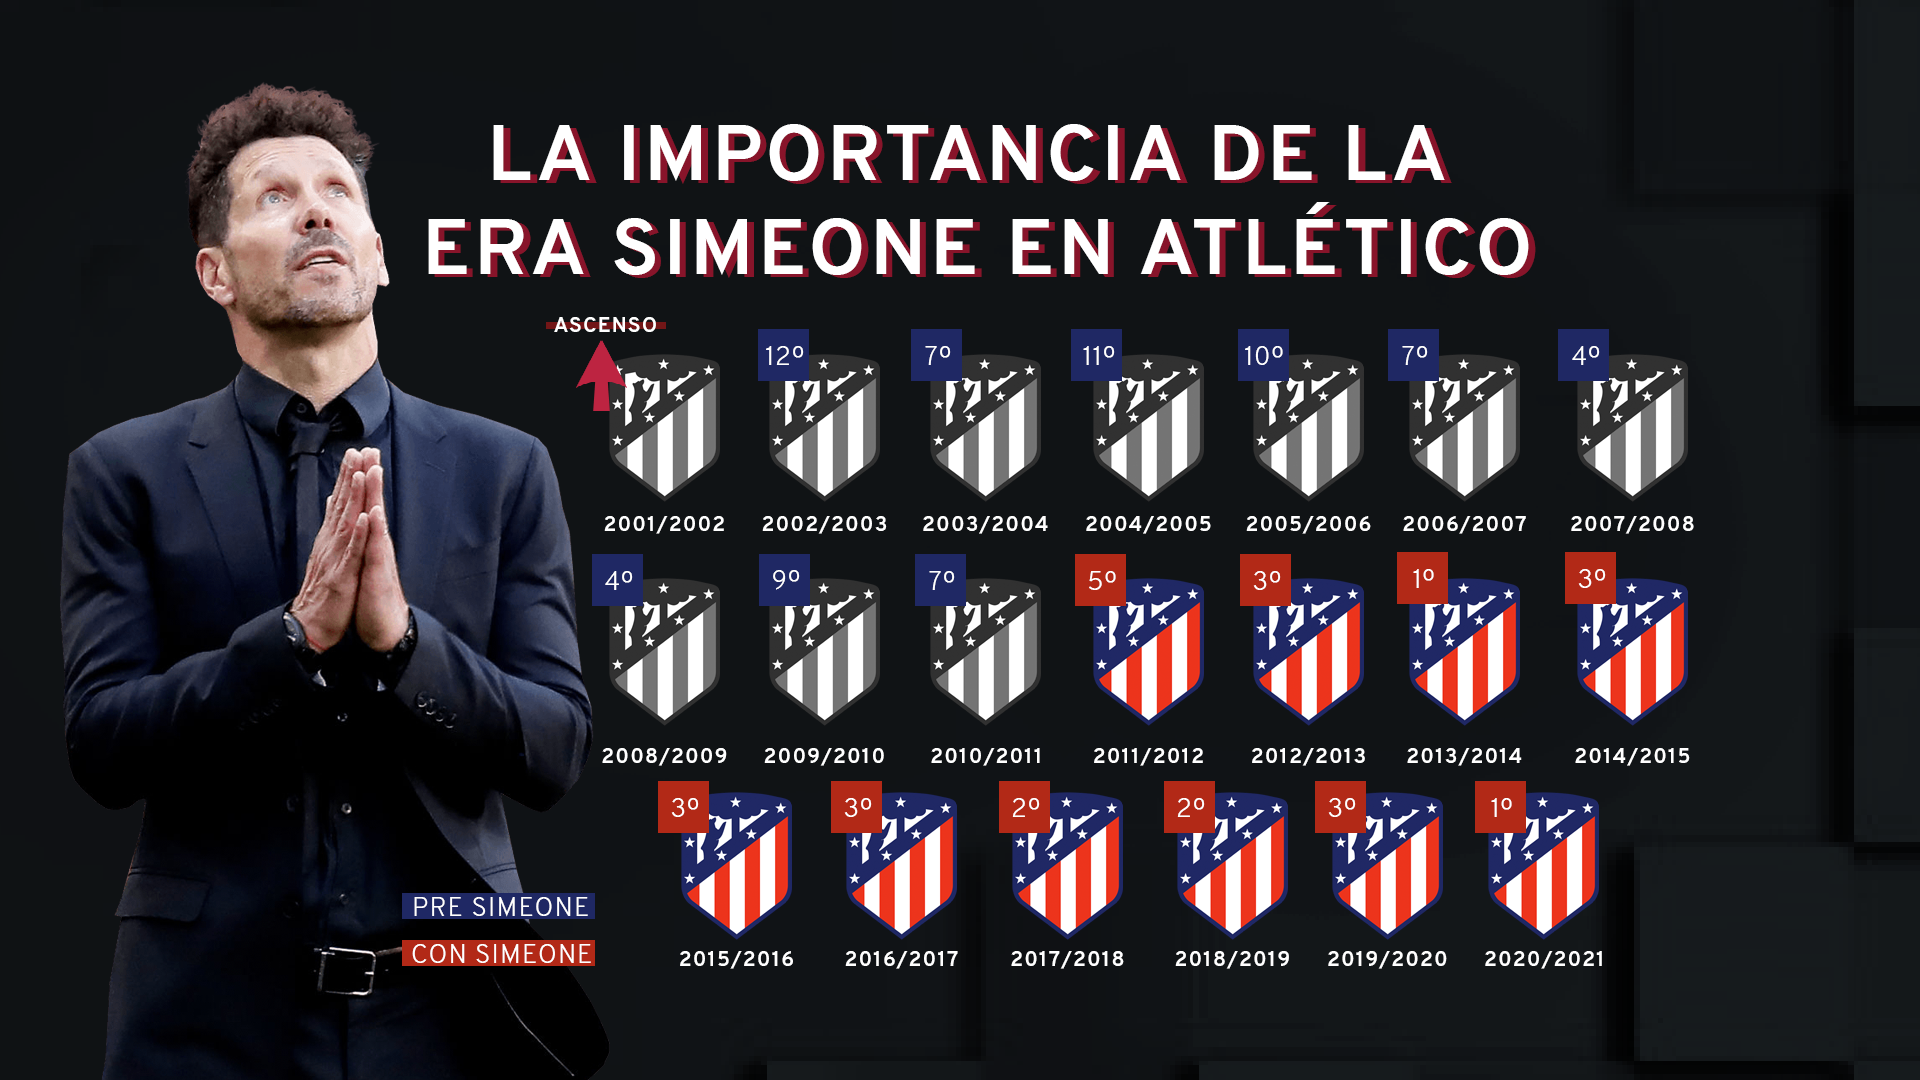 LA IMPORTANCIA DE LA
ERA SIMEONE EN ATLÉTICO
ASCENSO
12º 7º 11º 10º 7º 4º
2001/2002 2002/2003 2003/2004 2004/2005 2005/2006 2006/2007 2007/2008
4º 9º 7º 5º 3º 1º 3º
2008/2009 2009/2010 2010/2011 2011/2012 2012/2013 2013/2014 2014/2015
3º 3º 2º 2º 3º 1º
2015/2016 2016/2017 2017/2018 2018/2019 2019/2020 2020/2021
PRE SIMEONE
CON SIMEONE